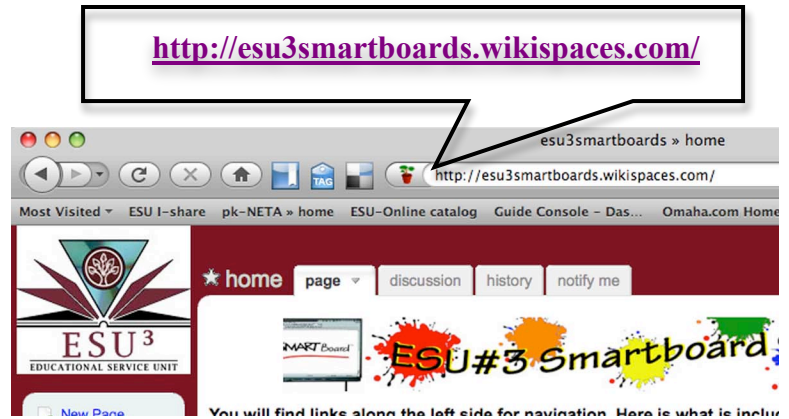 http://esu3smartboards.wikispaces.com/
esu3smartboards » home
TAG
http://esu3smartboards.wikispaces.com/
Most Visited ESU I-share pk-NETA » home ESU-Online catalog Guide Console - Das... Omaha.com Home
home page discussion history notify me
SMART Board
ESU#3 Smartboard
ESU3
EDUCATIONAL SERVICE UNIT
New Page
You will find links along the left side for navigation. Here is what is inclu